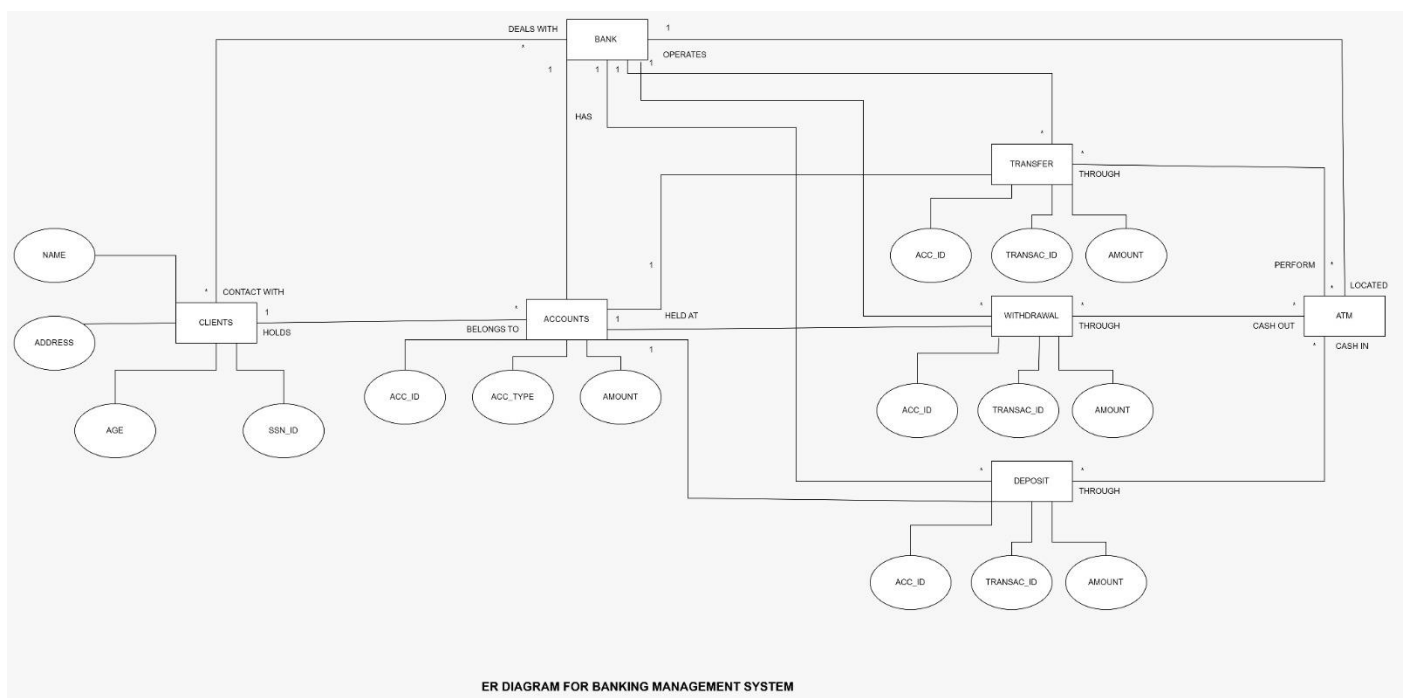 DEALS WITH
*
BANK
1
OPERATES
1
1
1
1
HAS
*
*
TRANSFER
THROUGH
ACC_ID
TRANSAC_ID
AMOUNT
NAME
1
PERFORM
*
*
LOCATED
*
CONTACT WITH
CLIENTS
1
HOLDS
*
BELONGS TO
ACCOUNTS
1
HELD AT
1
*
WITHDRAWAL
*
THROUGH
*
CASH OUT
ATM
*
CASH IN
ADDRESS
AGE
SSN_ID
ACC_ID
ACC_TYPE
AMOUNT
ACC_ID
TRANSAC_ID
AMOUNT
*
DEPOSIT
*
THROUGH
ACC_ID
TRANSAC_ID
AMOUNT
ER DIAGRAM FOR BANKING MANAGEMENT SYSTEM